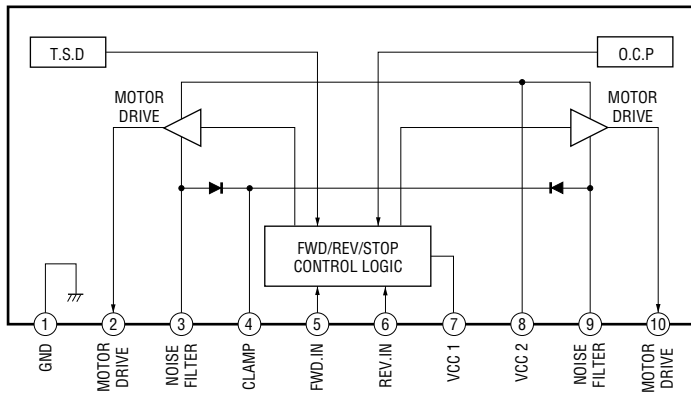 T.S.D
O.C.P
MOTOR
DRIVE
MOTOR
DRIVE
FWD/REV/STOP
CONTROL LOGIC
1
2
3
4
5
6
7
8
9
10
GND
MOTOR
DRIVE
NOISE
FILTER
CLAMP
FWD.IN
REV.IN
VCC 1
VCC 2
NOISE
FILTER
MOTOR
DRIVE